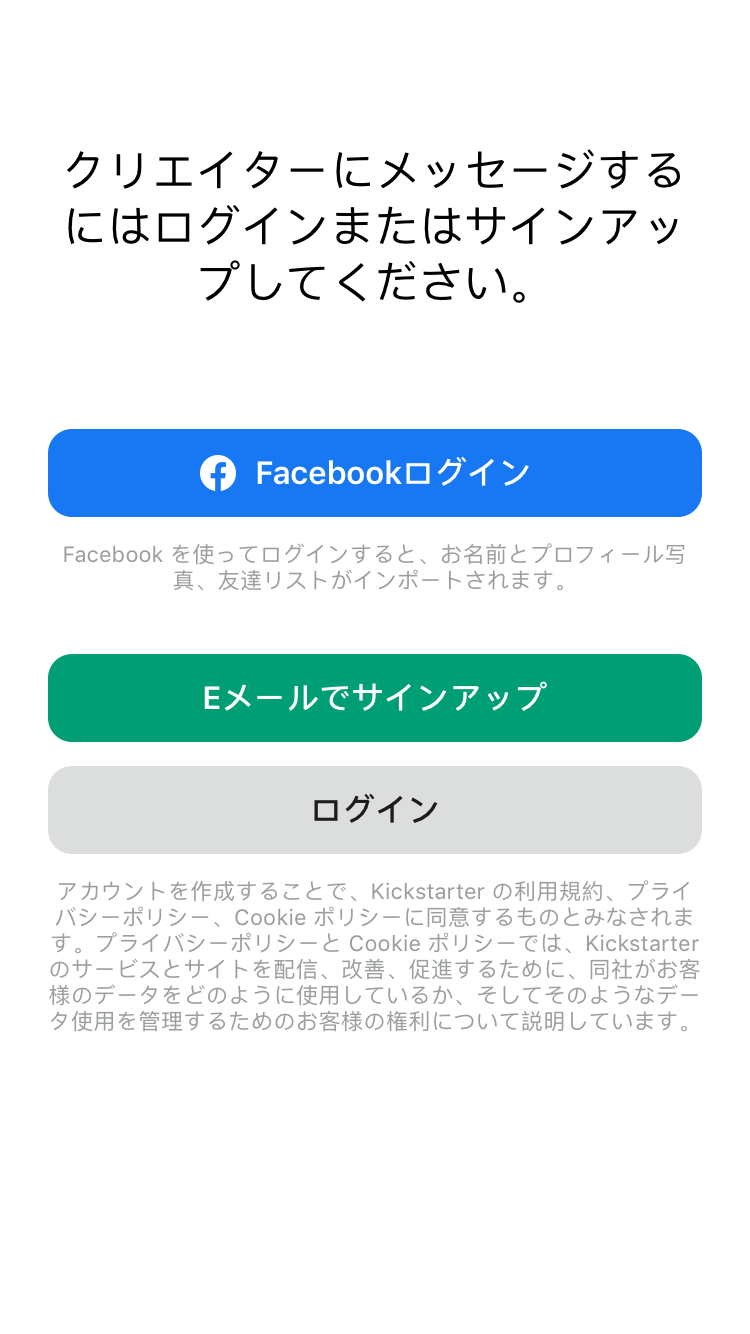 クリエイターにメッセージする
にはログインまたはサインアッ
プしてください。
Facebookログイン
Facebook を使ってログインすると、お名前とプロフィール写
真、友達リストがインポートされます。
Eメールでサインアップ
ログイン
アカウントを作成することで、Kickstarter の利用規約、プライ
バシーポリシー、Cookie ポリシーに同意するものとみなされま
す。プライバシーポリシーと Cookie ポリシーでは、Kickstarter
のサービスとサイトを配信、改善、促進するために、同社がお客
様のデータをどのように使用しているか、そしてそのようなデー
タ使用を管理するためのお客様の権利について説明しています。